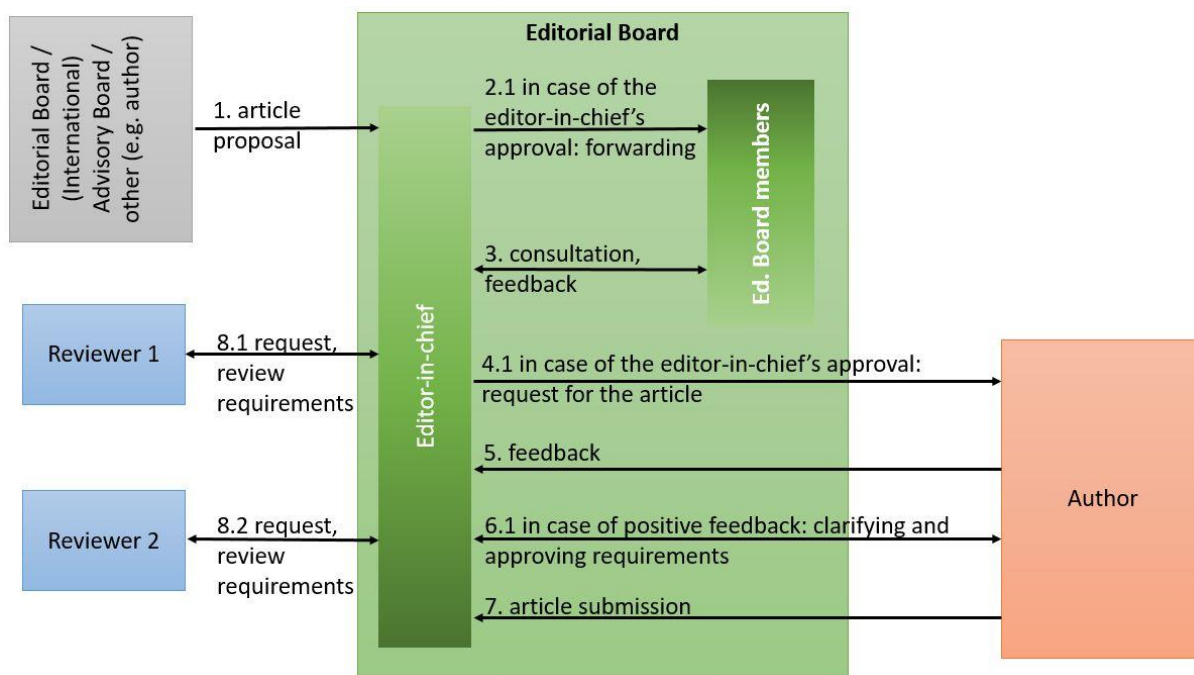 Editorial Board /
(International)
Advisory Board /
other (e.g. author)
1. article
proposal
Editorial Board
2.1 in case of the
editor-in-chief’s
approval: forwarding
Ed. Board members
3. consultation,
feedback
Editor-in-chief
Reviewer 1
8.1 request,
review
requirements
4.1 in case of the editor-in-chief’s approval:
request for the article
5. feedback
Author
Reviewer 2
8.2 request,
review
requirements
6.1 in case of positive feedback: clarifying and
approving requirements
7. article submission